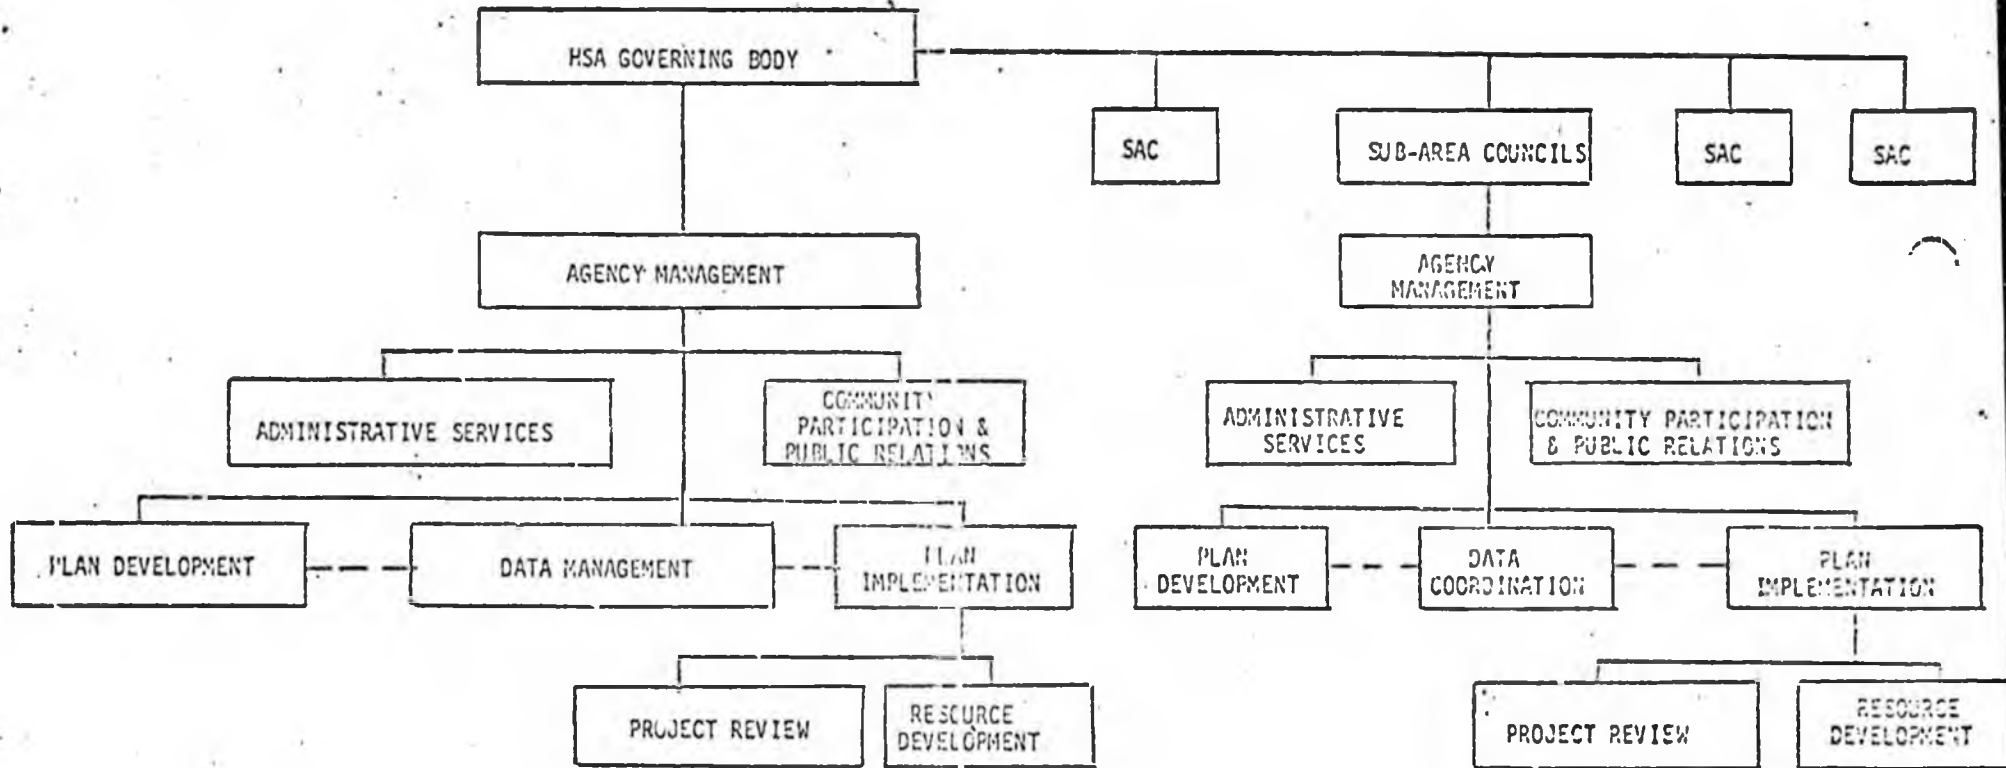 HSA GOVERNING BODY
SAC
SUB-AREA COUNCILS
SAC
SAC
AGENCY MANAGEMENT
AGENCY
MANAGEMENT
ADMINISTRATIVE SERVICES
COMMUNITY
PARTICIPATION &
PUBLIC RELATIONS
ADMINISTRATIVE
SERVICES
COMMUNITY PARTICIPATION
& PUBLIC RELATIONS
PLAN DEVELOPMENT
DATA MANAGEMENT
PLAN
IMPLEMENTATION
PLAN
DEVELOPMENT
DATA
COORDINATION
PLAN
IMPLEMENTATION
PROJECT REVIEW
RESOURCE
DEVELOPMENT
PROJECT REVIEW
RESOURCE
DEVELOPMENT